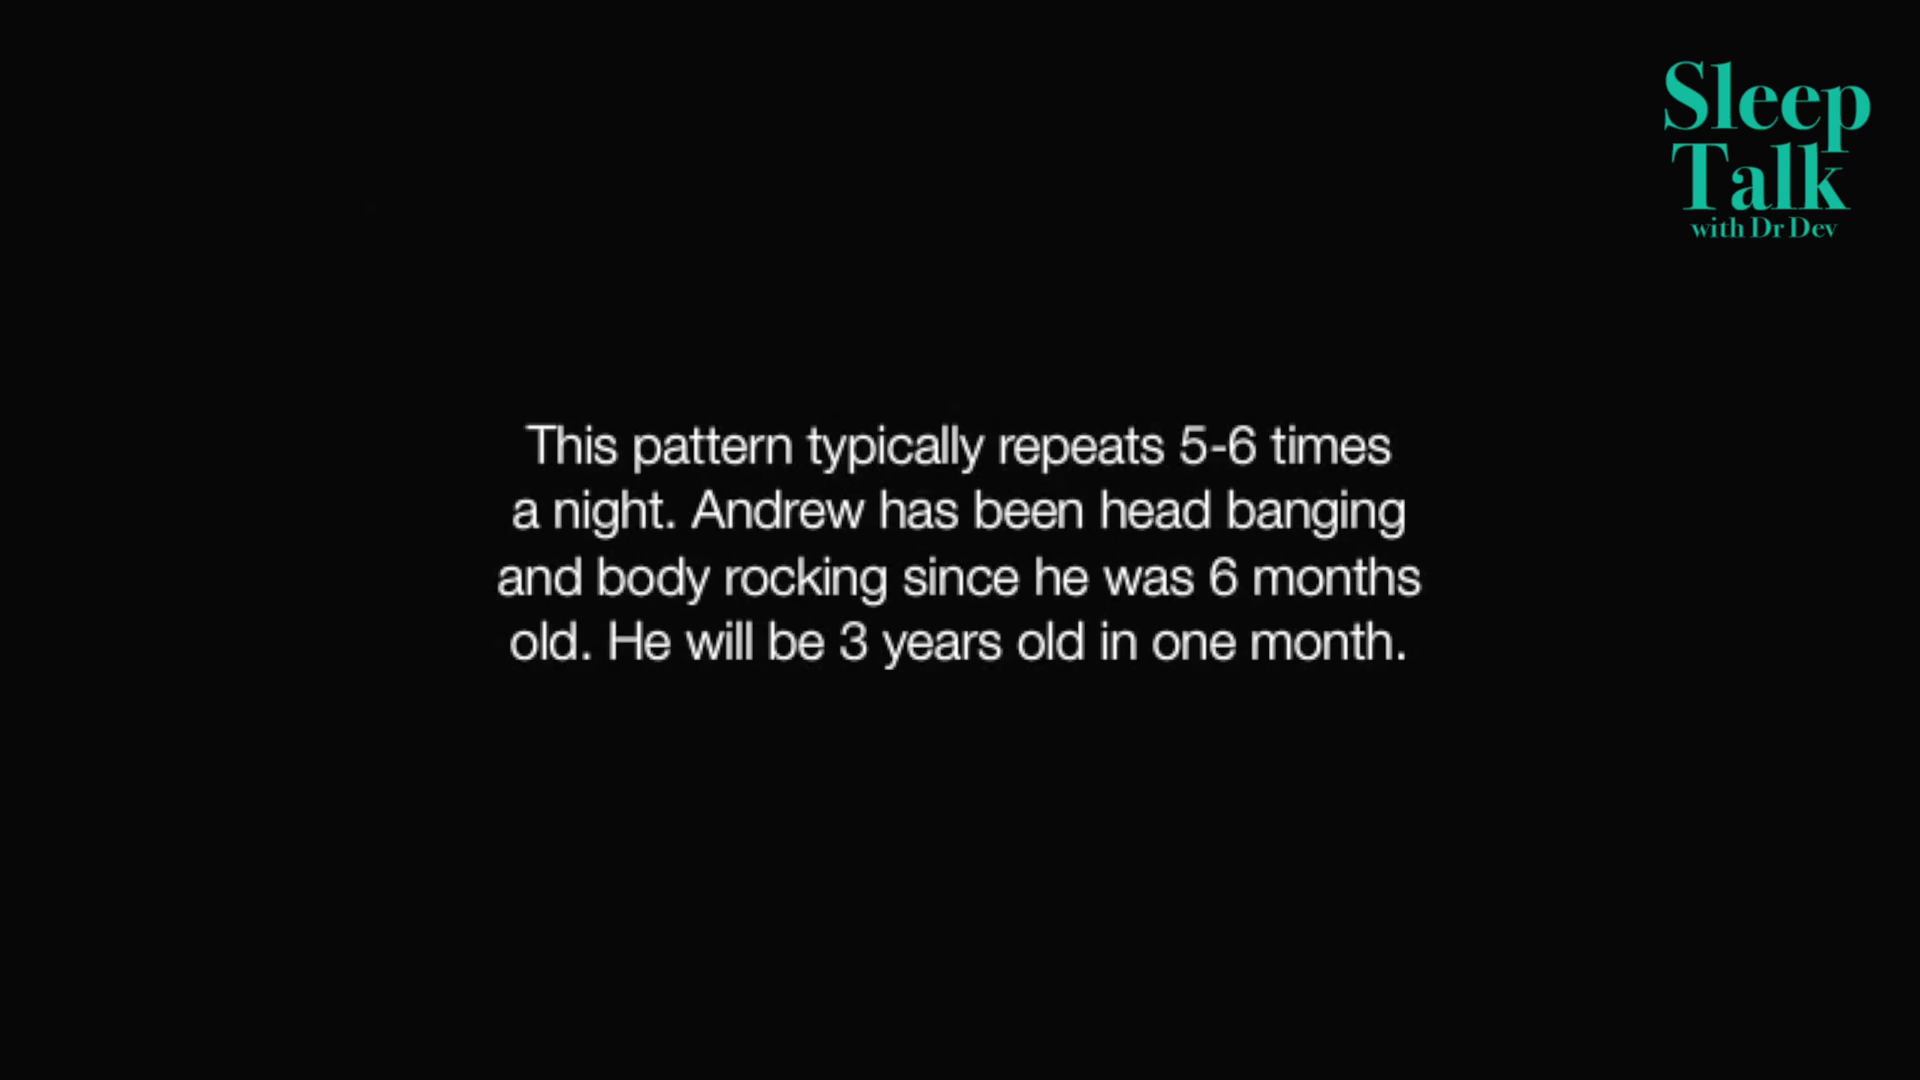 Sleep
Talk
with Dr Dev
This pattern typically repeats 5-6 times
a night. Andrew has been head banging
and body rocking since he was 6 months
old. He will be 3 years old in one month.